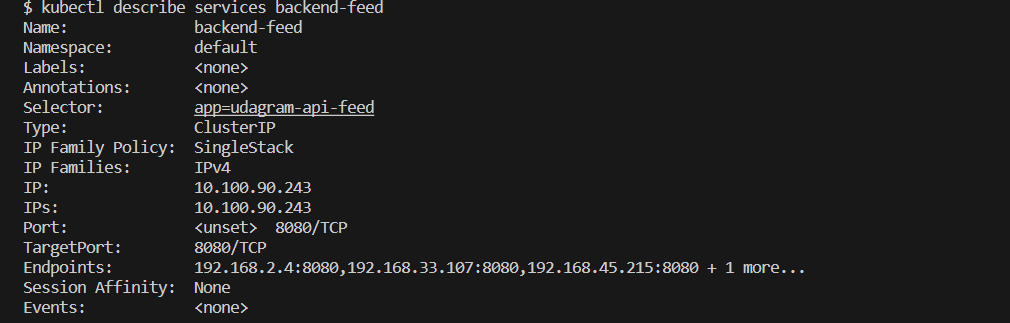 $ kubectl describe services backend-feed
Name:              backend-feed
Namespace:         default
Labels:            <none>
Annotations:       <none>
Selector:          app=udagram-api-feed
Type:              ClusterIP
IP Family Policy:  SingleStack
IP Families:       IPv4
IP:                10.100.90.243
IPs:               10.100.90.243
Port:              <unset>  8080/TCP
TargetPort:        8080/TCP
Endpoints:         192.168.2.4:8080,192.168.33.107:8080,192.168.45.215:8080 + 1 more...
Session Affinity:  None
Events:            <none>